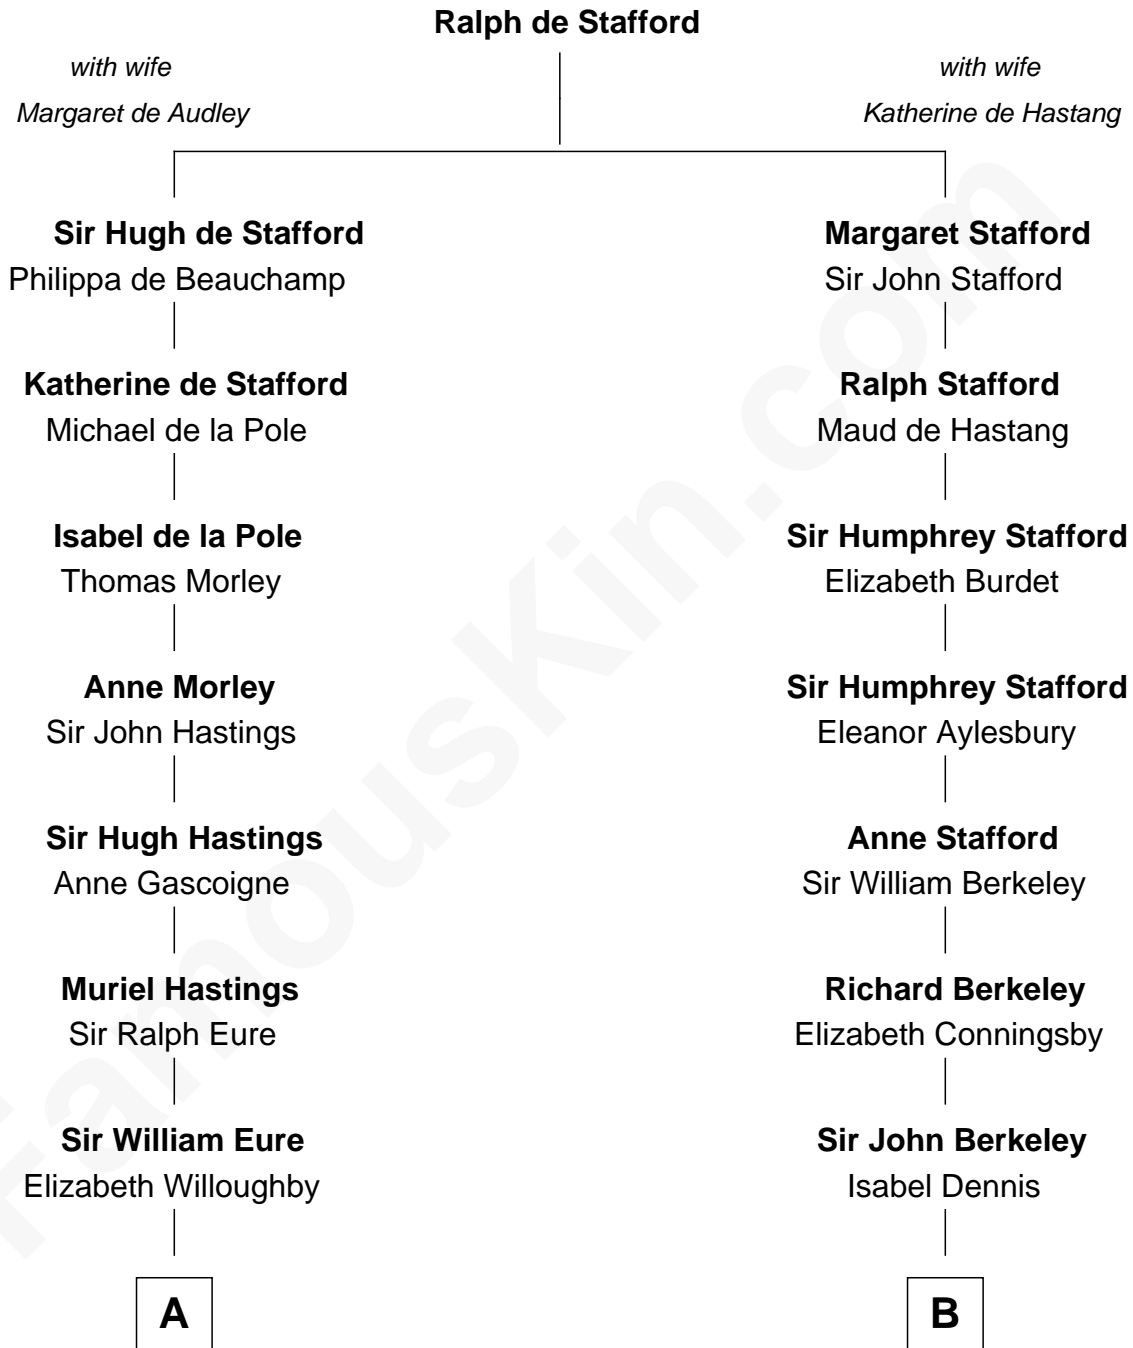 Ralph de Stafford
with wife
Margaret de Audley
with wife
Katherine de Hastang
Sir Hugh de Stafford
Philippa de Beauchamp
Margaret Stafford
Sir John Stafford
Katherine de Stafford
Michael de la Pole
Ralph Stafford
Maud de Hastang
Isabel de la Pole
Thomas Morley
Sir Humphrey Stafford
Elizabeth Burdet
Anne Morley
Sir John Hastings
Sir Humphrey Stafford
Eleanor Aylesbury
Sir Hugh Hastings
Anne Gascoigne
Anne Stafford
Sir William Berkeley
Muriel Hastings
Sir Ralph Eure
Richard Berkeley
Elizabeth Conningsby
Sir William Eure
Elizabeth Willoughby
Sir John Berkeley
Isabel Dennis
A
B
FamousKin.com